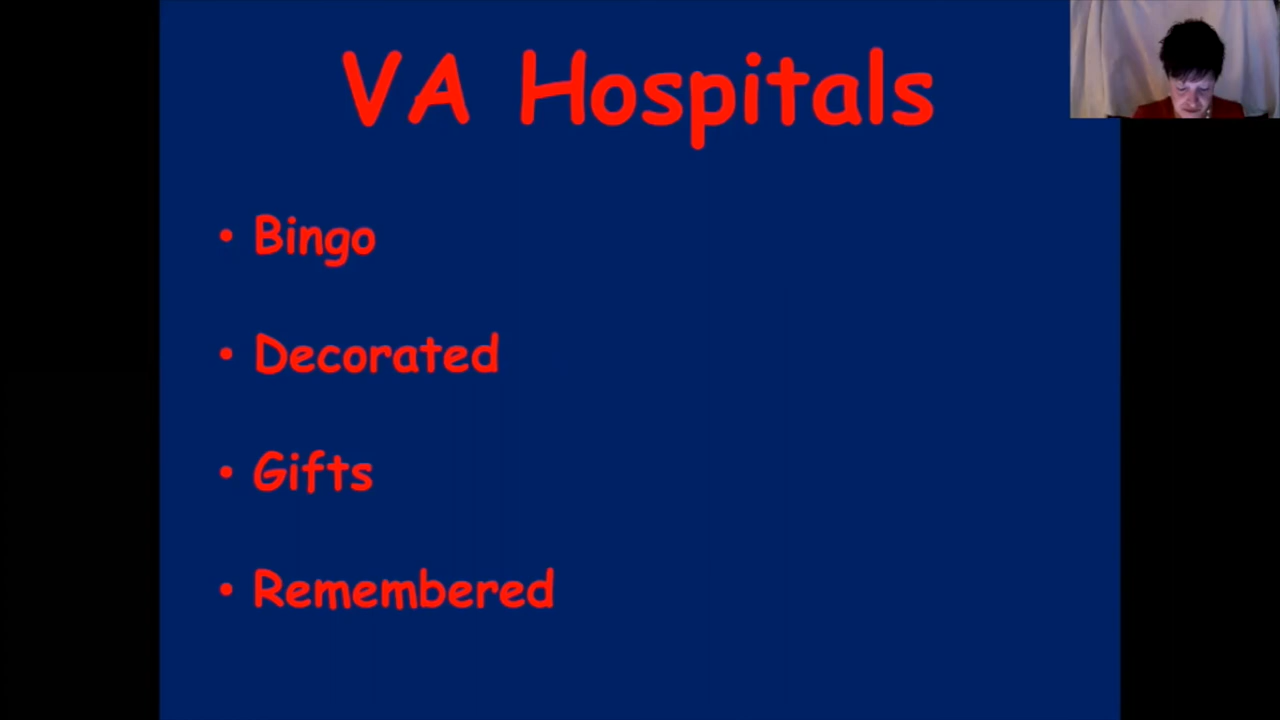 VA Hospitals
• Bingo
• Decorated
• Gifts
• Remembered